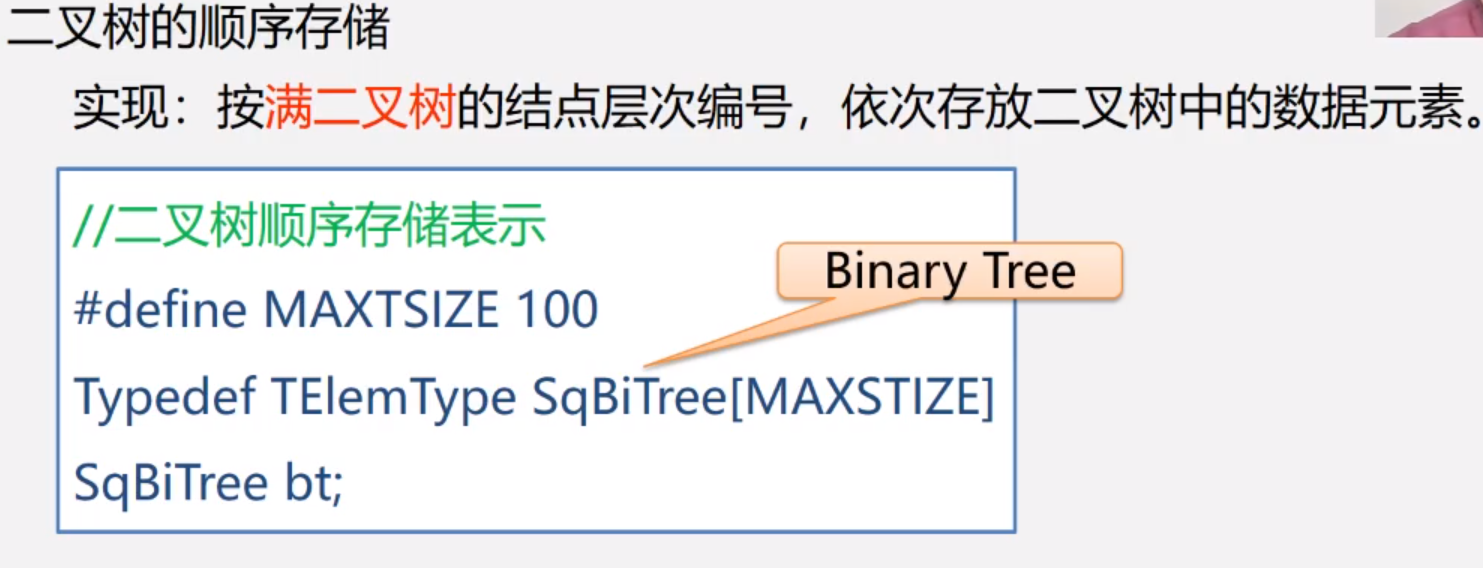 二叉树的顺序存储
实现：按满二叉树的结点层次编号，依次存放二叉树中的数据元素。
//二叉树顺序存储表示
Binary Tree
#define MAXTSIZE 100
Typedef TElemType SqBiTree[MAXSTIZE]
SqBiTree bt;